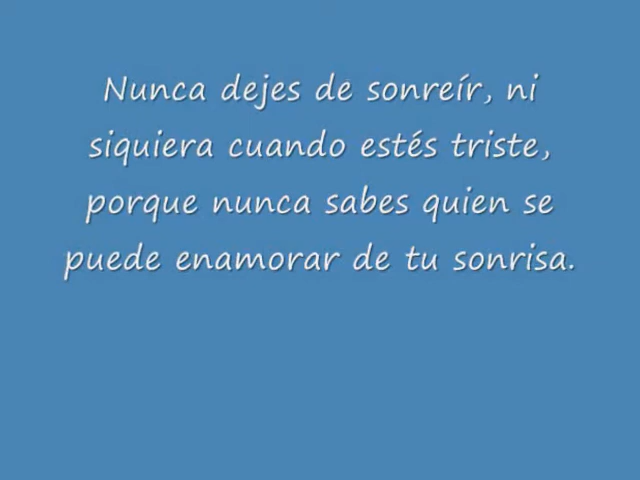 Nunca dejes de sonreír, ni
siquiera cuando estés triste,
porque nunca sabes quien se
puede enamorar de tu sonrisa.